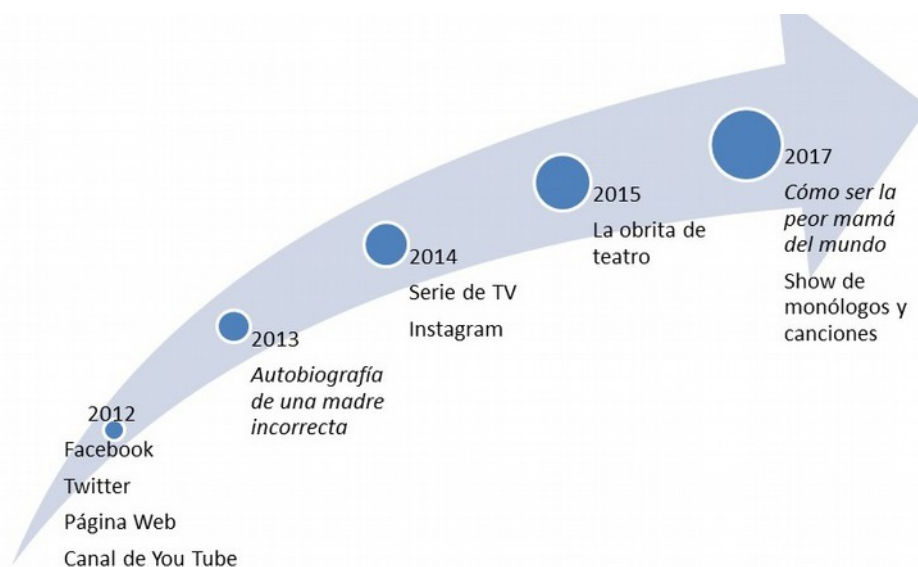 2012
Facebook
Twitter
Página Web
Canal de You Tube
2013
Autobiografía
de una madre
incorrecta
2014
Serie de TV
Instagram
2015
La obrita de
teatro
2017
Cómo ser la
peor mamá
del mundo
Show de
monólogos y
canciones